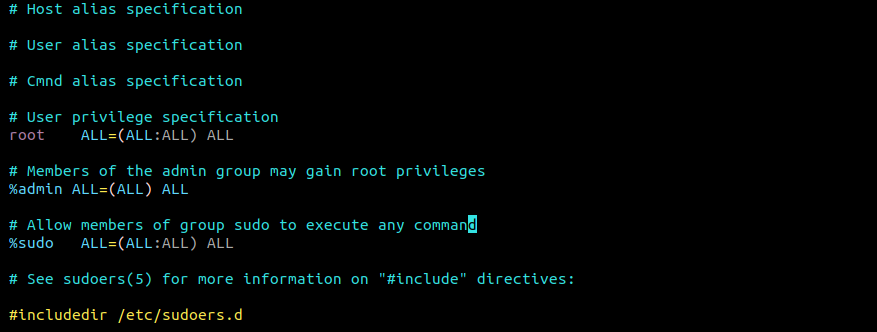 # Host alias specification
# User alias specification
# Cmnd alias specification
# User privilege specification
root    ALL=(ALL:ALL) ALL
# Members of the admin group may gain root privileges
%admin ALL=(ALL) ALL
# Allow members of group sudo to execute any command
%sudo   ALL=(ALL:ALL) ALL
# See sudoers(5) for more information on "#include" directives:
#includedir /etc/sudoers.d